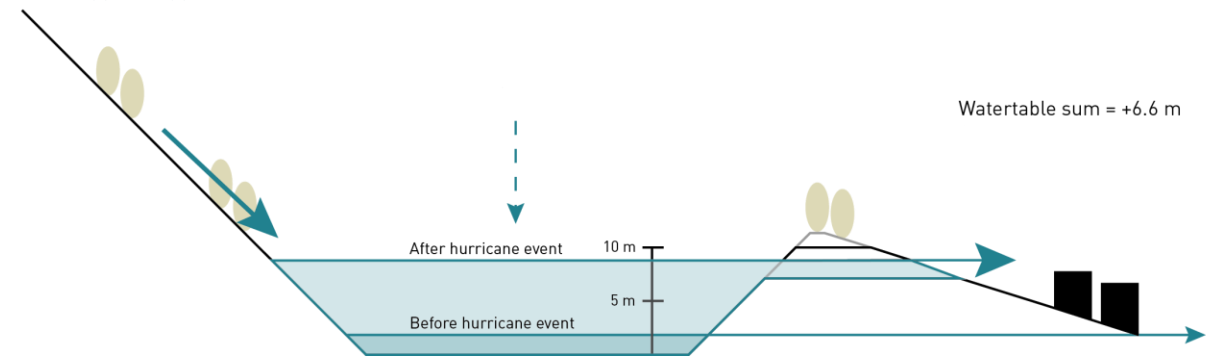 Watertable sum = +6.6 m
After hurricane event
10 m
5 m
Before hurricane event